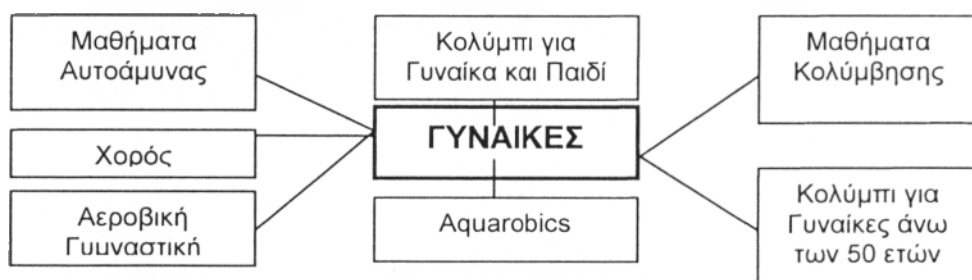 Μαθήματα
Αυτοάμυνας
Κολύμπι για
Γυναίκα και Παιδί
Μαθήματα
Κολύμβησης
ΓΥΝΑΙΚΕΣ
Χορός
Αεροβική
Γυμναστική
Aquarobics
Κολύμπι για
Γυναίκες άνω
των 50 ετών